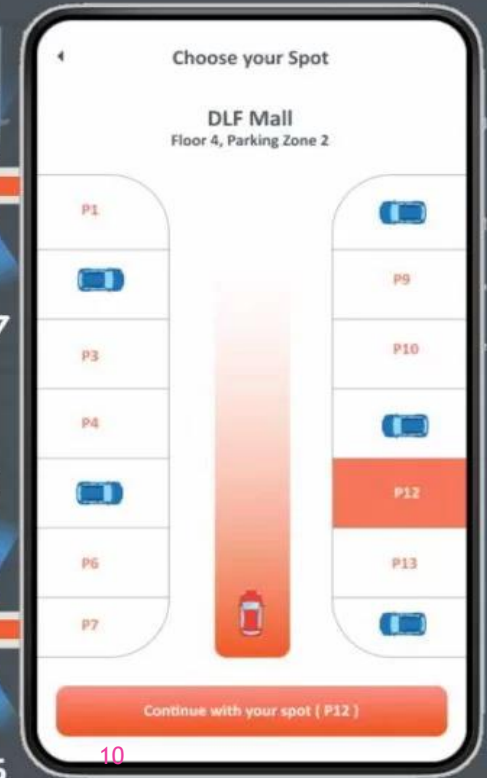 Choose your Spot
DLF Mall
Floor 4, Parking Zone 2
P1
P9
P3
P10
P4
P12
P6
P13
P7
Continue with your spot ( P12 )
10